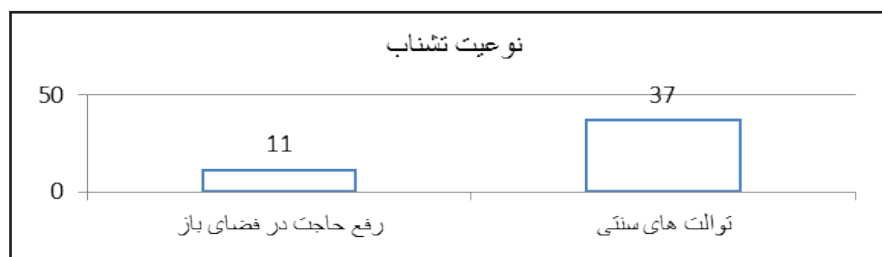 نوعیت تشناب
50
37
11
0
توالت های سنتی
رفع حاجت در فضای باز